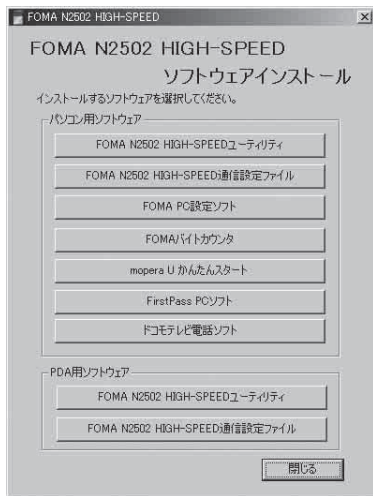 FOMA N2502 HIGH-SPEED
FOMA N2502 HIGH-SPEED
ソフトウェアインストール
インストールするソフトウェアを選択してください。
パソコン用ソフトウェア
FOMA N2502 HIGH-SPEEDユーティリティ
FOMA N2502 HIGH-SPEED通信設定ファイル
FOMA PC設定ソフト
FOMAバイトカウンタ
mopera U かんたんスタート
FirstPass PCソフト
ドコモテレビ電話ソフト
PDA用ソフトウェア
FOMA N2502 HIGH-SPEEDユーティリティ
FOMA N2502 HIGH-SPEED通信設定ファイル
閉じる